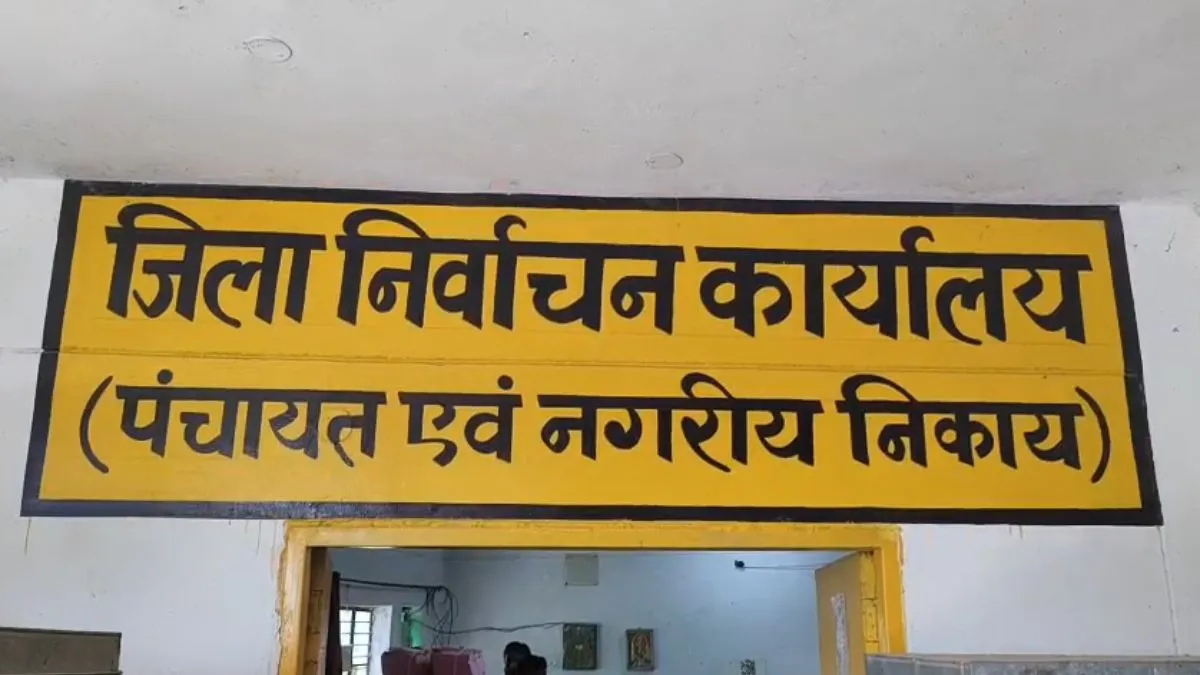 जिला निर्वाचन कार्यालय
(पंचायत एवं नगरीय निकाय)